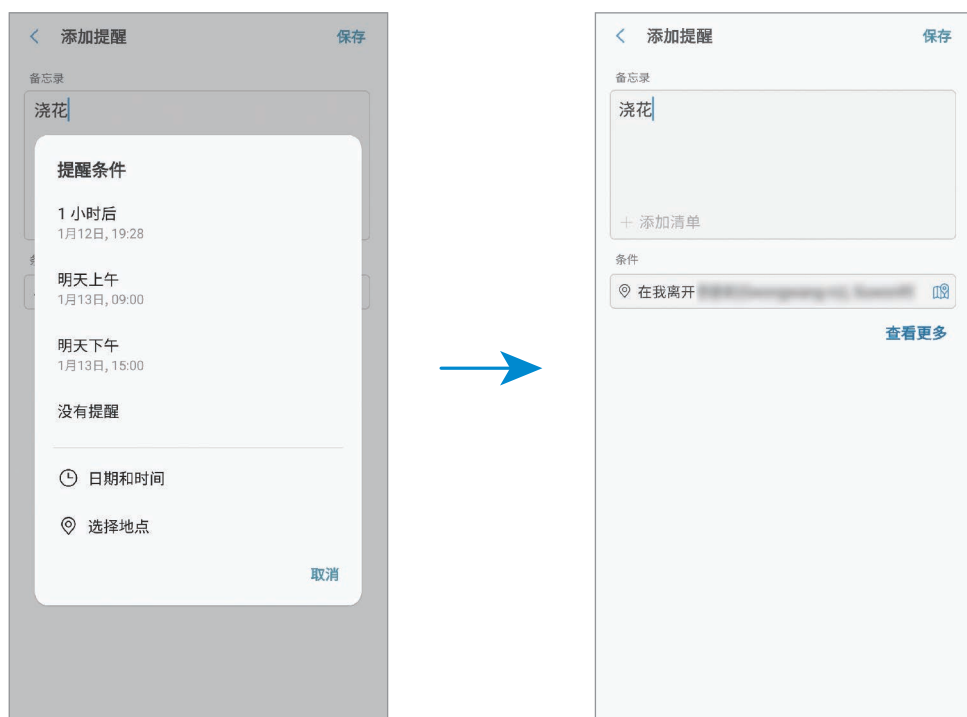 添加提醒 保存
备忘录
浇花
提醒条件
1 小时后
1月12日, 19:28
明天上午
1月13日, 09:00
明天下午
1月13日, 15:00
没有提醒
日期和时间
选择地点
取消
添加提醒 保存
备忘录
浇花
添加清单
条件
在我离开
查看更多